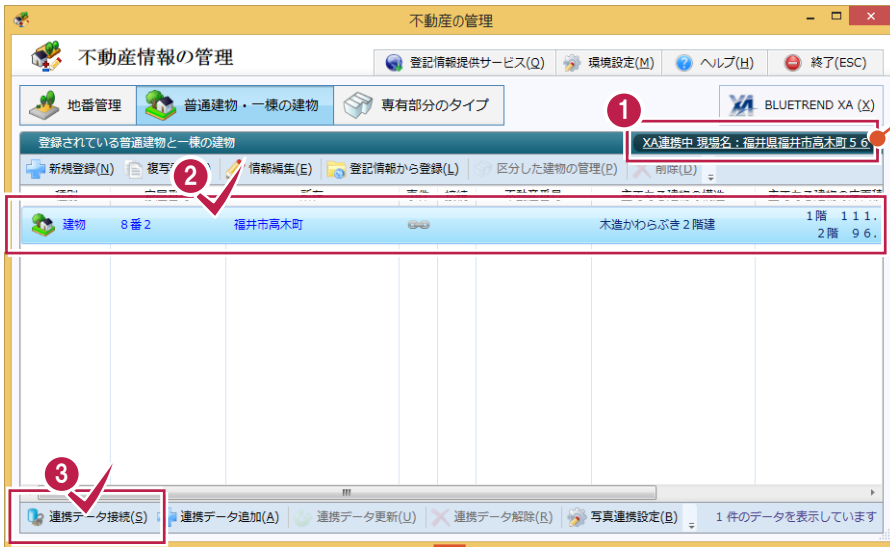 不動産の管理
不動産情報の管理
登記情報提供サービス(Q) 環境設定(M) ヘルプ(H) 終了(ESC)
地番管理 普通建物・一棟の建物 専有部分のタイプ BLUETREND XA (X)
1
登録されている普通建物と一棟の建物 XA連携中 現場名：福井県福井市高木町５６
新規登録(N) 複写 情報編集(E) 登記情報から登録(L) 区分した建物の管理(P) 削除(D)
2
建物 8番2 福井市高木町 木造かわらぶき２階建 1階 111.
2階 96.
3
連携データ接続(S) 連携データ追加(A) 連携データ更新(U) 連携データ解除(R) 写真連携設定(B) 1 件のデータを表示しています